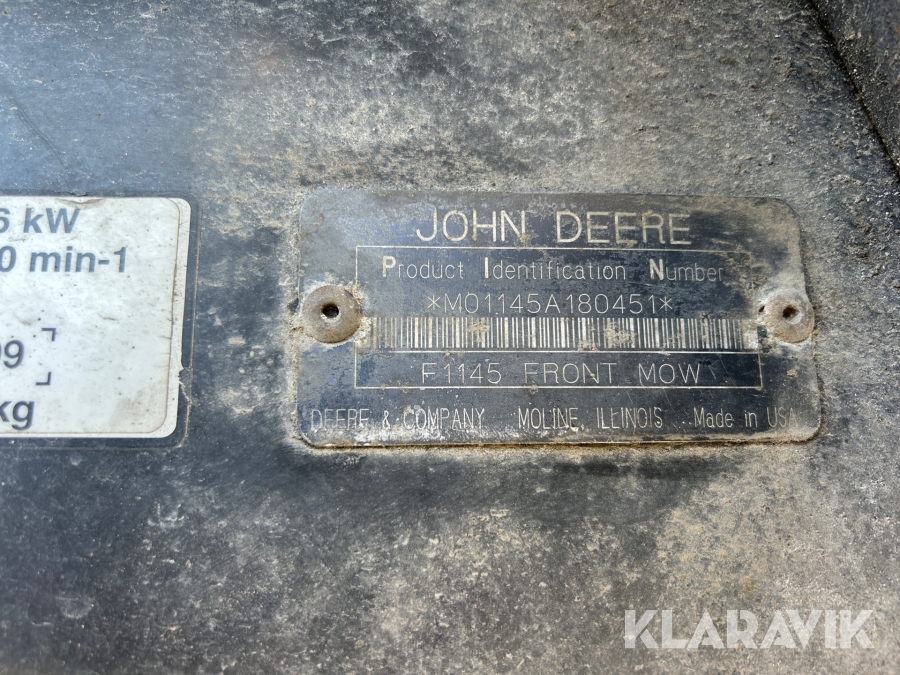 6 kW
0 min-1
99
kg
JOHN DEERE
Product Identification Number
*M01145A180451*
F1145 FRONT MOW
DEERE & COMPANY MOLINE, ILLINOIS Made in USA
KLARAVIK